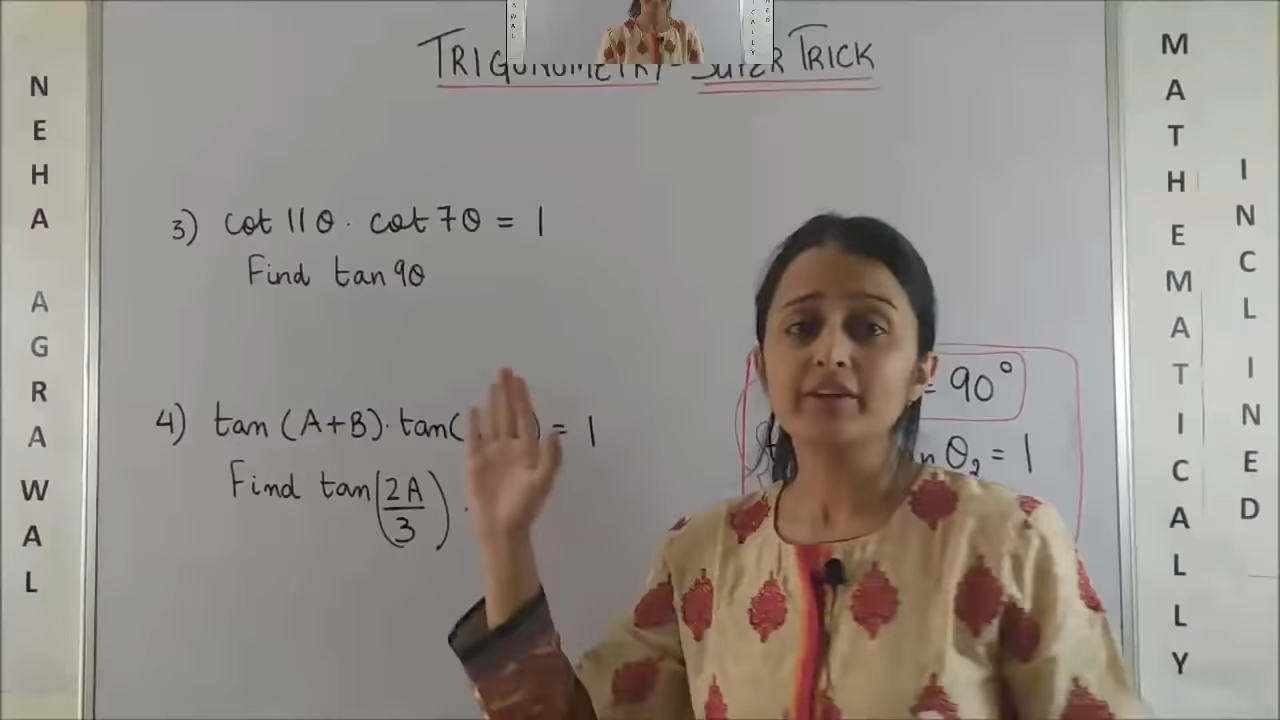 TRIGONOMETRY - SUPER TRICK
NEHA AGRAWAL
MATHEMATICALLY
INCLINED
3) cot 11θ · cot 7θ = 1
Find tan 9θ
4) tan (A+B) · tan( ) = 1
Find tan(2A/3)
= 90°
θ₂ = 1